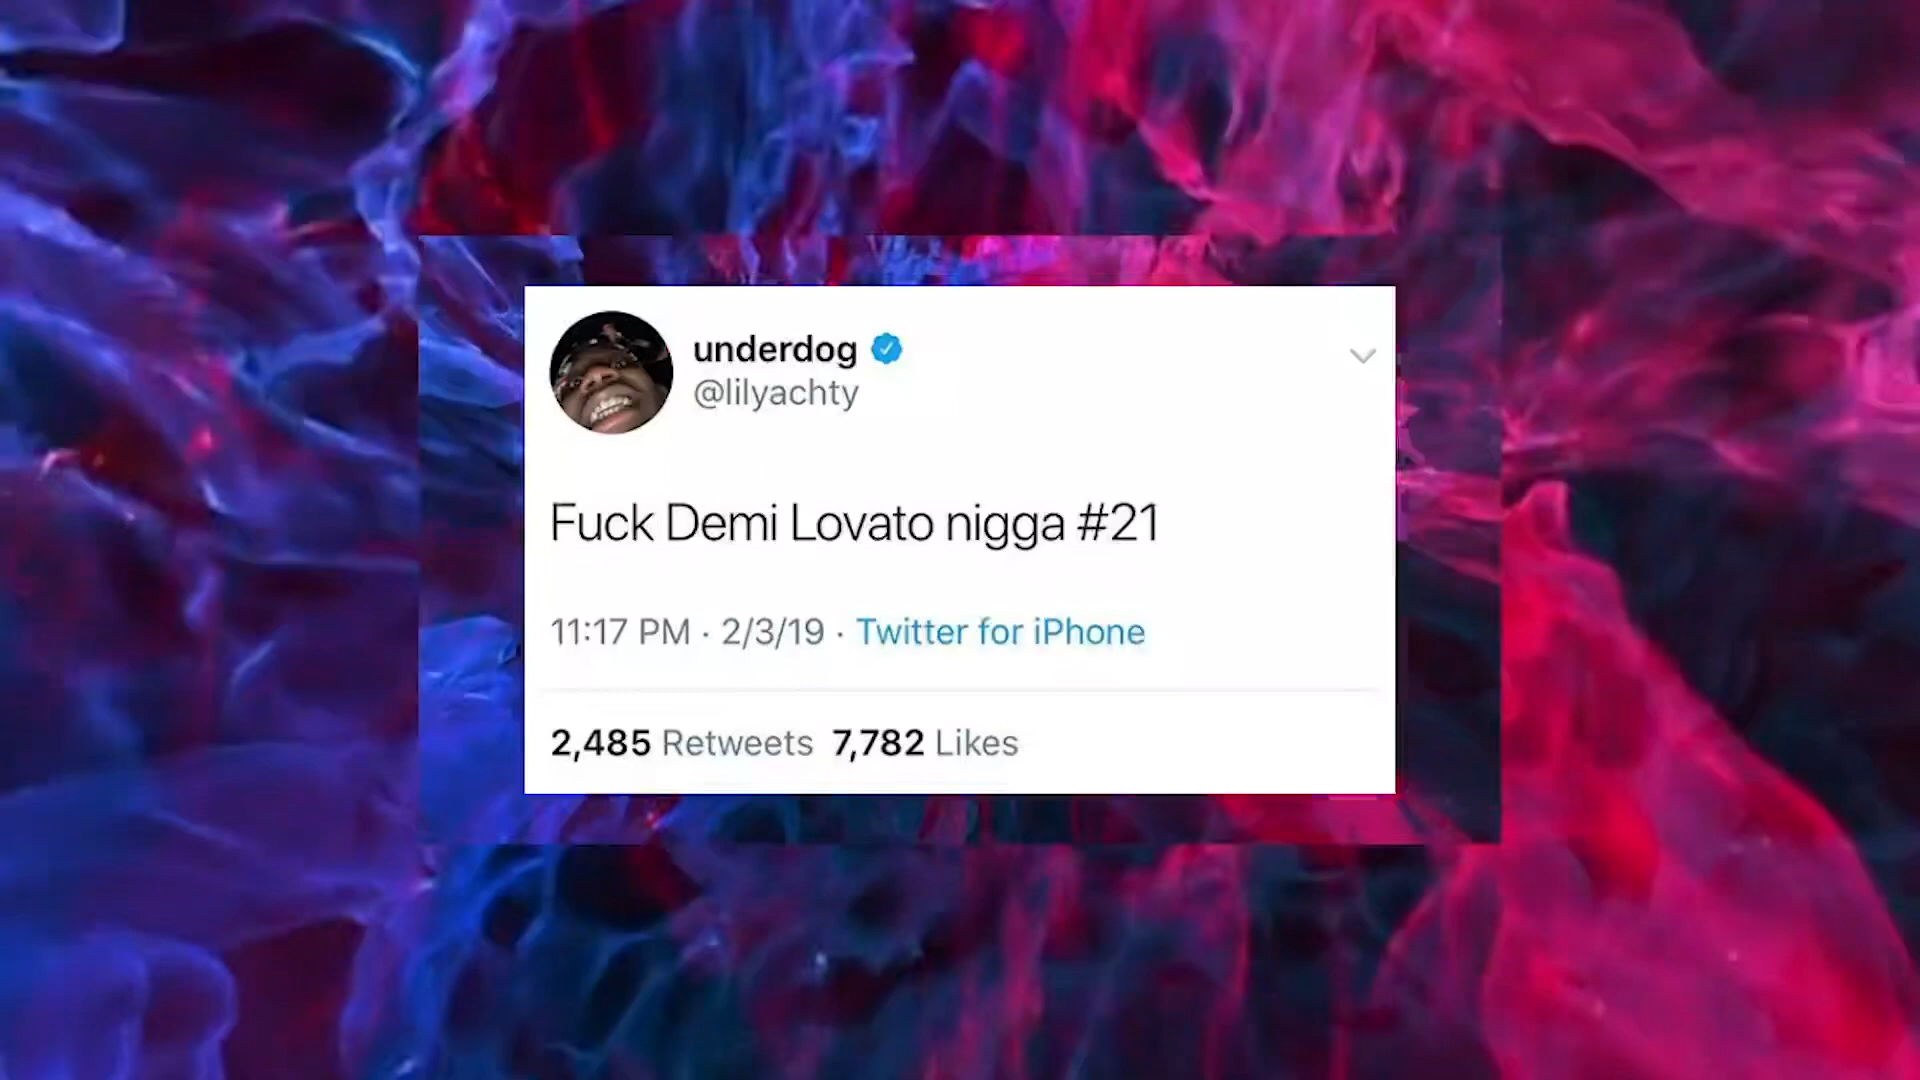 underdog
@lilyachty
Fuck Demi Lovato nigga #21
11:17 PM · 2/3/19 · Twitter for iPhone
2,485 Retweets 7,782 Likes